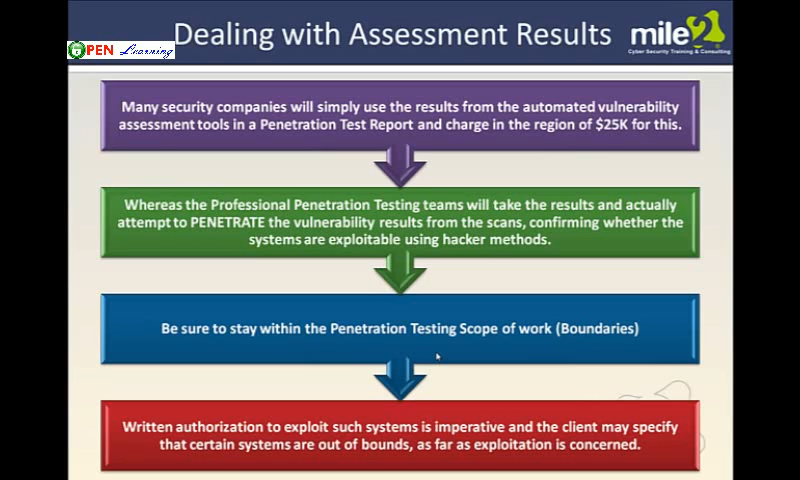 Dealing with Assessment Results
OPEN Learning
mile2
Cyber Security Training & Consulting
Many security companies will simply use the results from the automated vulnerability
assessment tools in a Penetration Test Report and charge in the region of $25K for this.
Whereas the Professional Penetration Testing teams will take the results and actually
attempt to PENETRATE the vulnerability results from the scans, confirming whether the
systems are exploitable using hacker methods.
Be sure to stay within the Penetration Testing Scope of work (Boundaries)
Written authorization to exploit such systems is imperative and the client may specify
that certain systems are out of bounds, as far as exploitation is concerned.